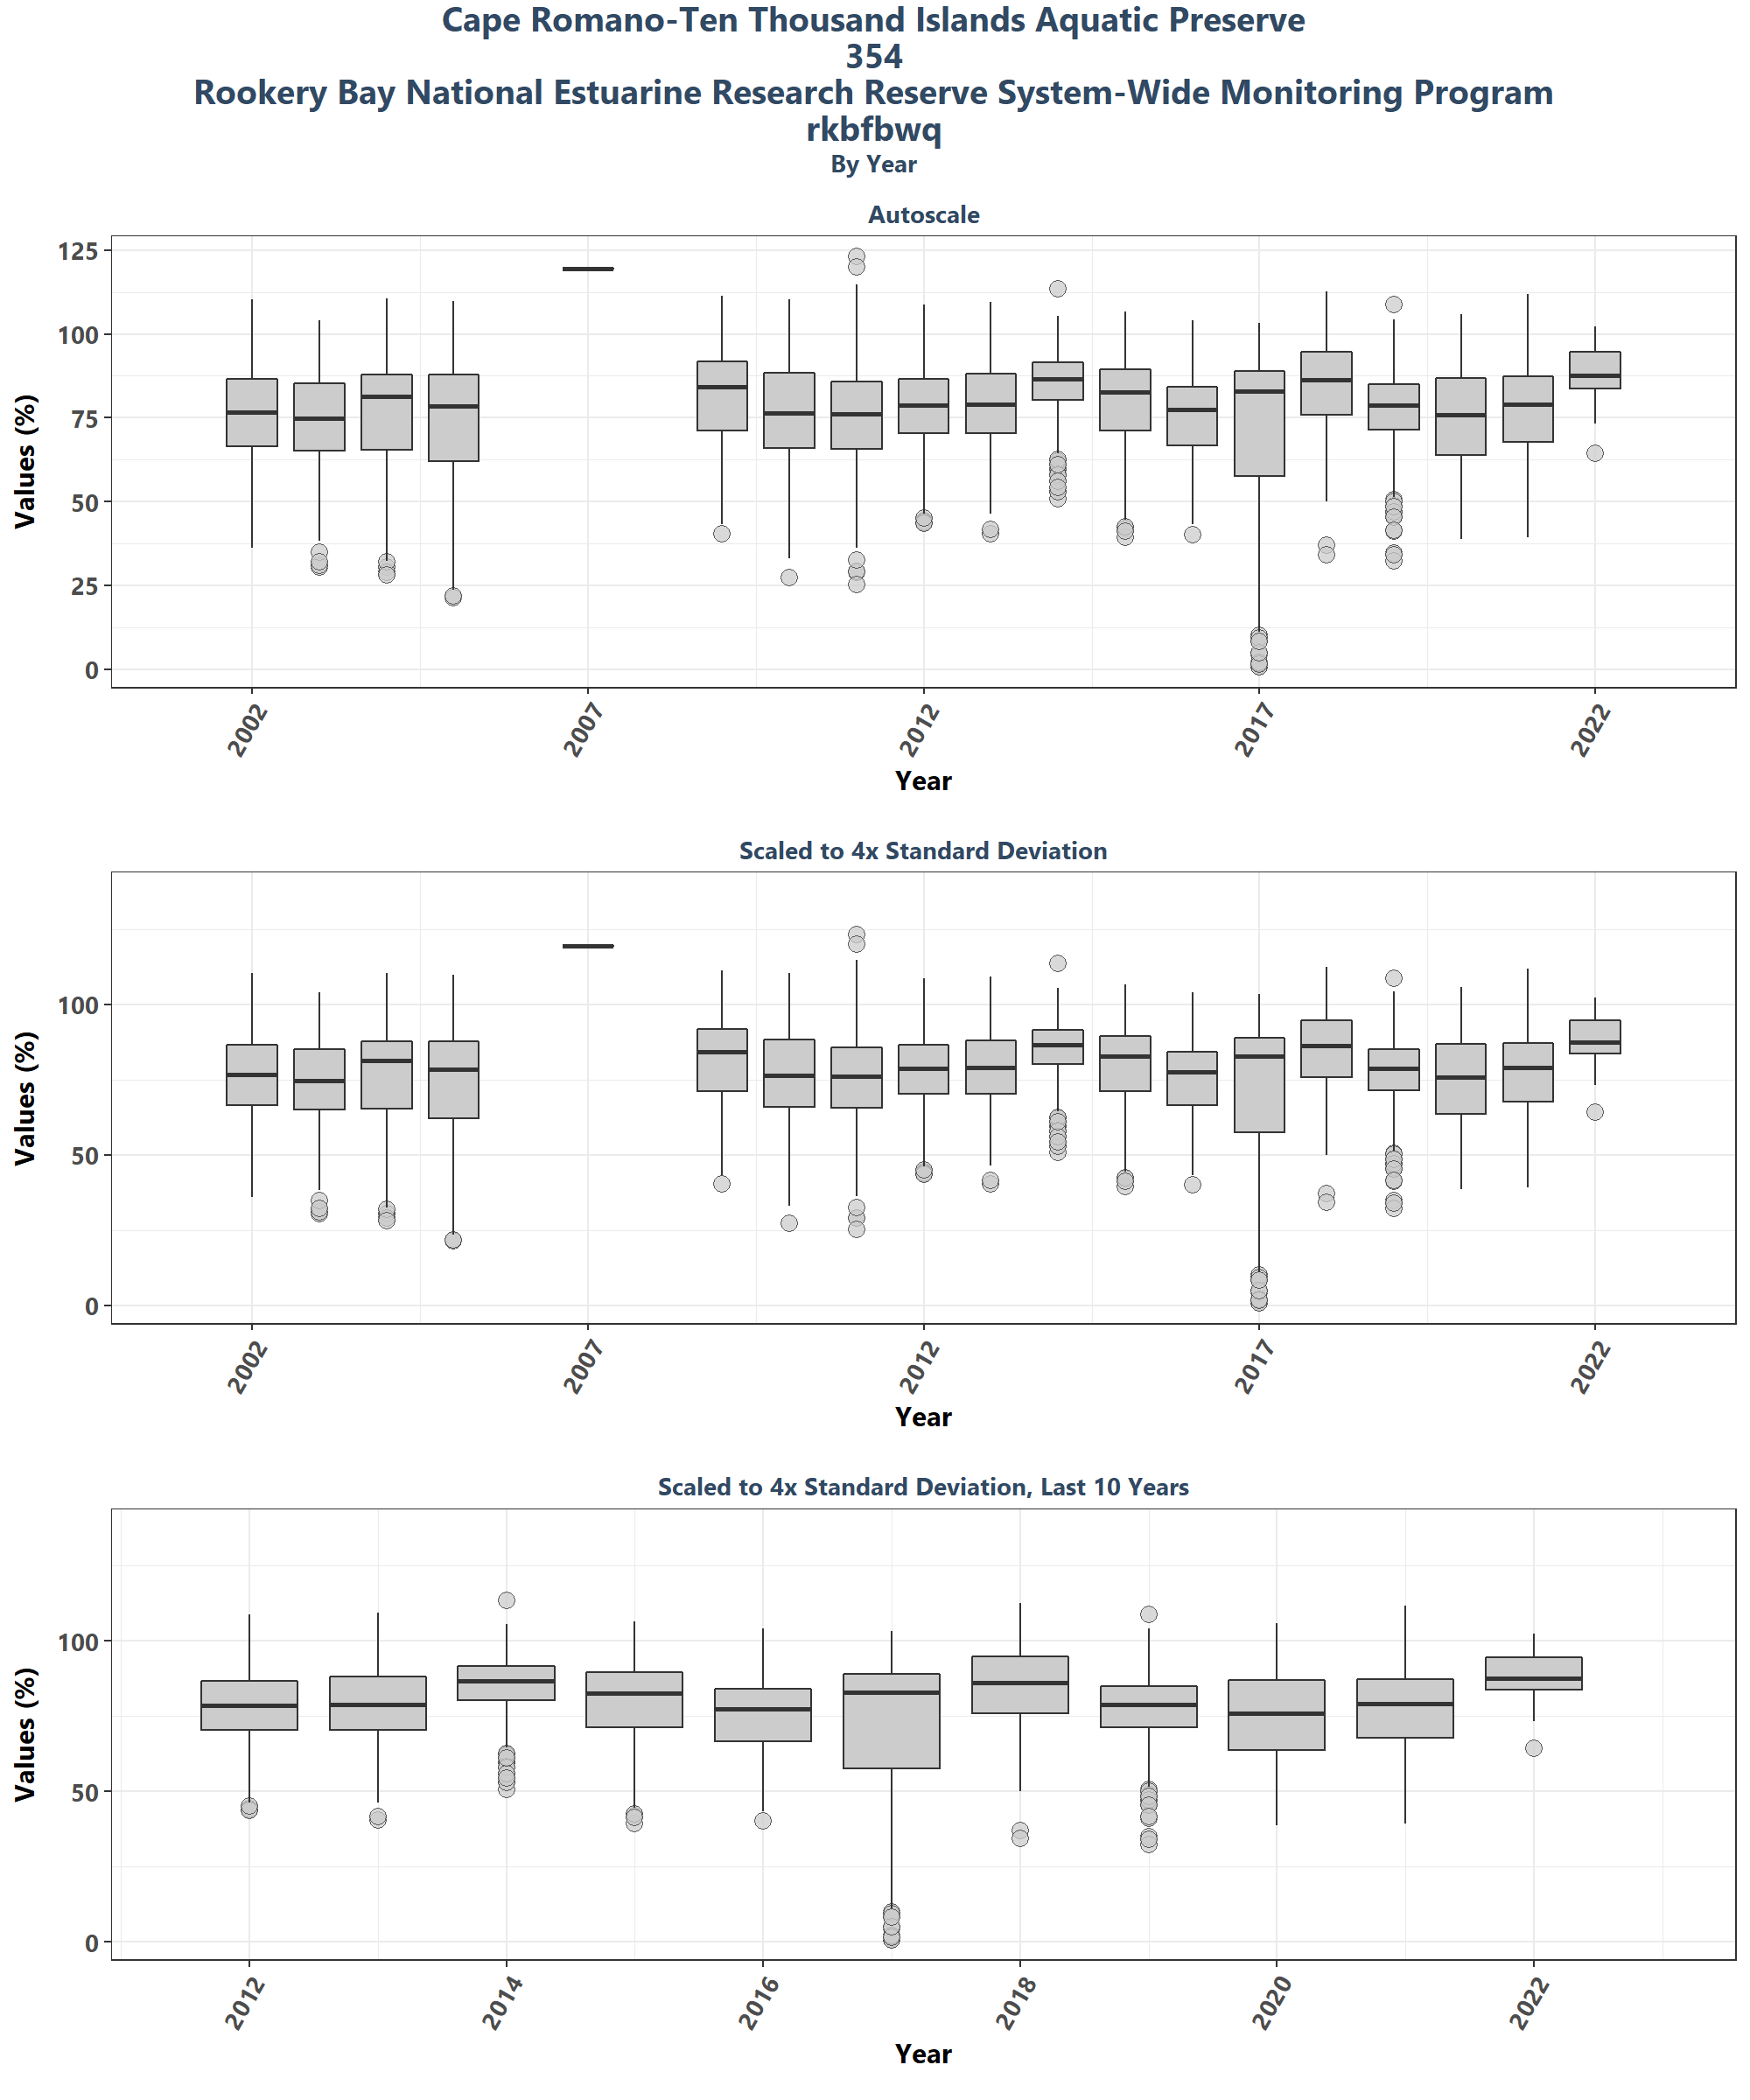 Cape Romano-Ten Thousand Islands Aquatic Preserve
354
Rookery Bay National Estuarine Research Reserve System-Wide Monitoring Program
rkbfbwq
By Year
Autoscale
Values (%)
125
100
75
50
25
0
2002
2007
2012
2017
2022
Year
Scaled to 4x Standard Deviation
Values (%)
100
50
0
2002
2007
2012
2017
2022
Year
Scaled to 4x Standard Deviation, Last 10 Years
Values (%)
100
50
0
2012
2014
2016
2018
2020
2022
Year